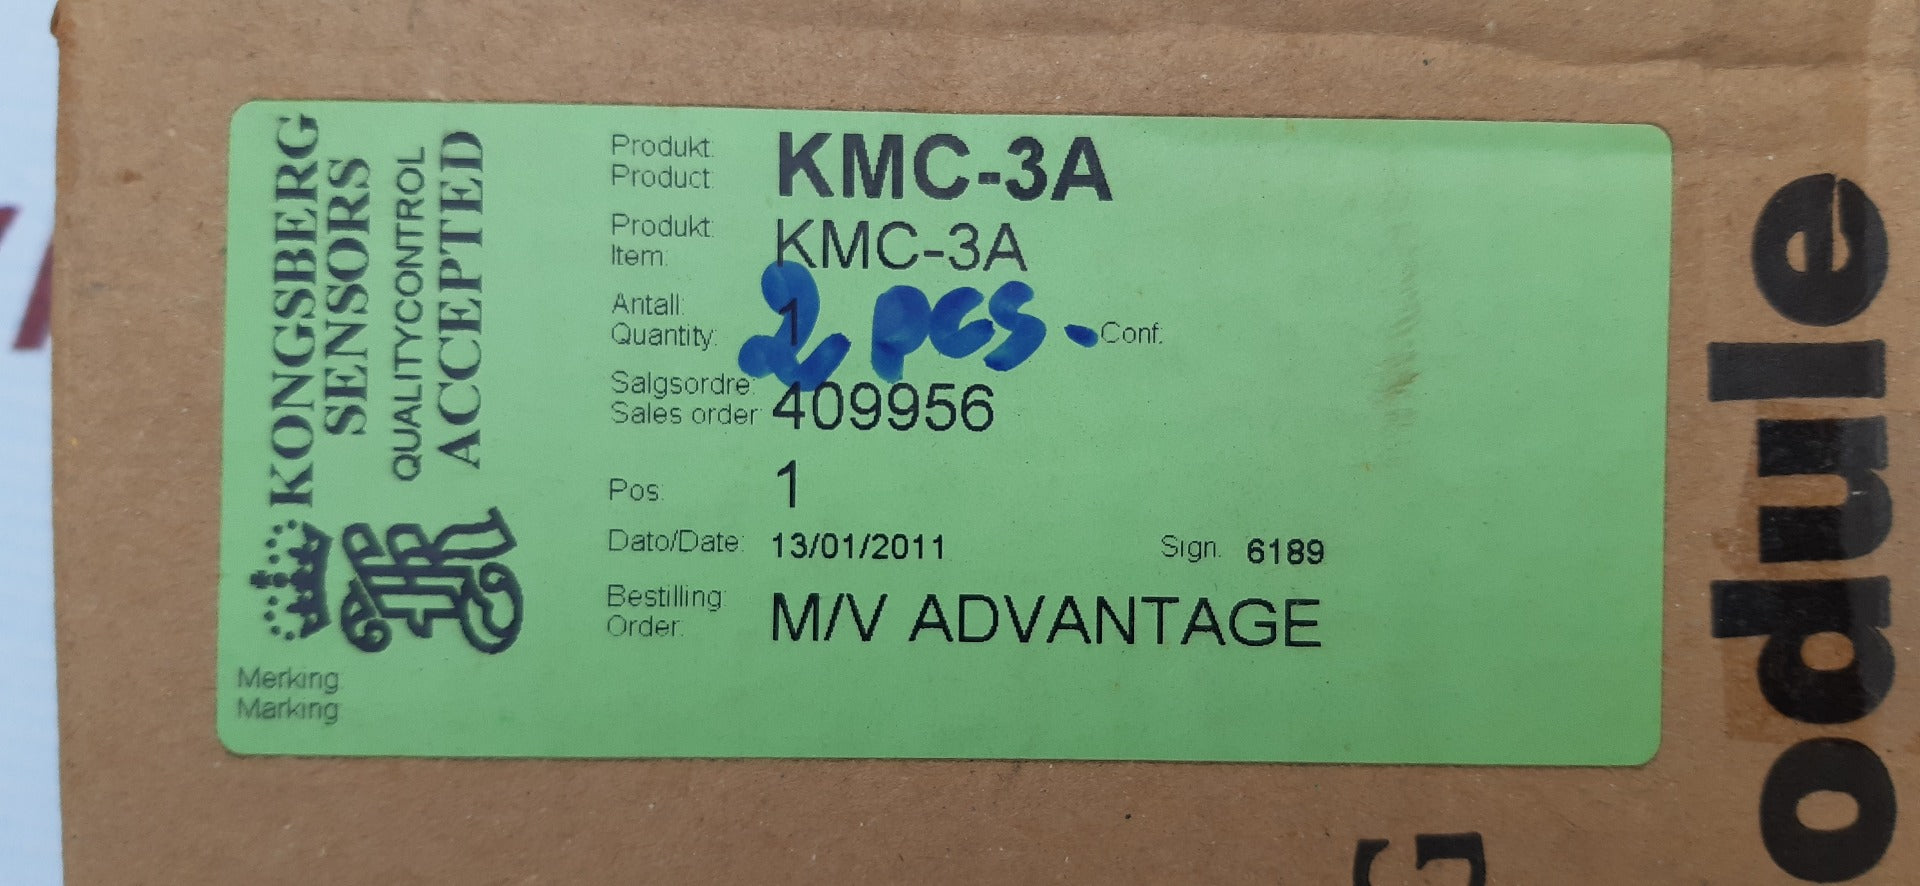 KONGSBERG
SENSORS
QUALITYCONTROL
ACCEPTED
Merking
Marking
Produkt:
Product: KMC-3A
Produkt:
Item: KMC-3A
Antall:
Quantity: 1 2 PCS. Conf:
Salgsordre:
Sales order: 409956
Pos: 1
Dato/Date: 13/01/2011 Sign. 6189
Bestilling:
Order: M/V ADVANTAGE
odule
G